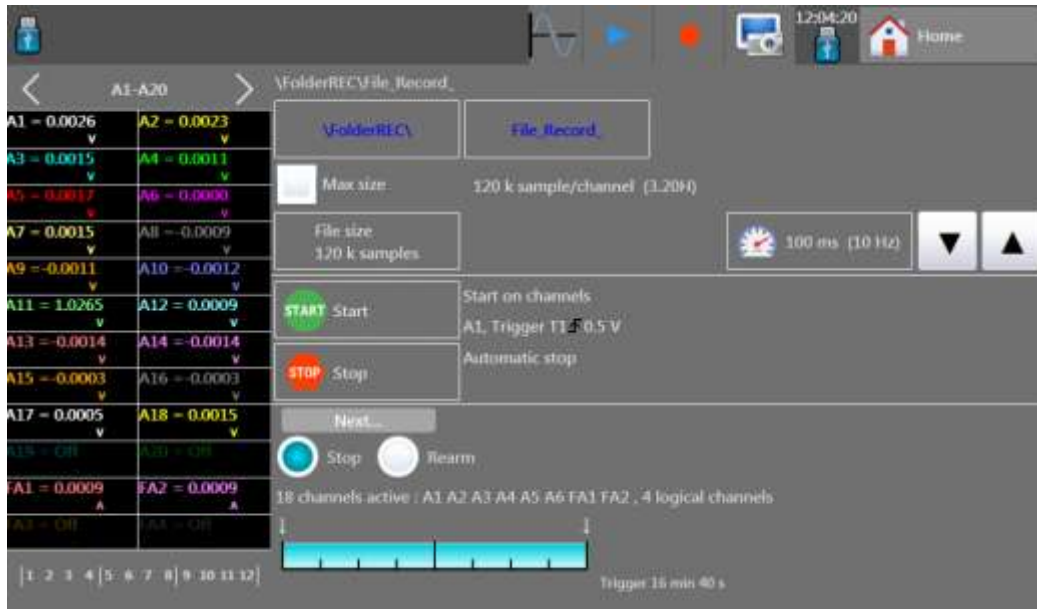 12:04:20
Home
A1-A20
\FolderREC\File_Record_
A1 = 0.0026 V
A2 = 0.0023 V
A3 = 0.0015 V
A4 = 0.0011 V
A5 = 0.0017 V
A6 = 0.0000 V
A7 = 0.0015 V
A8 =-0.0009 V
A9 =-0.0011 V
A10 =-0.0012 V
A11 = 1.0265 V
A12 = 0.0009 V
A13 =-0.0014 V
A14 =-0.0014 V
A15 =-0.0003 V
A16 =-0.0003 V
A17 = 0.0005 V
A18 = 0.0015 V
A19 = Off
A20 = Off
FA1 = 0.0009 A
FA2 = 0.0009 A
FA3 = Off
FA4 = Off
1 2 3 4 5 6 7 8 9 10 11 12
\FolderREC\
File_Record_
Max size
120 k sample/channel (3.20H)
File size
120 k samples
100 ms (10 Hz)
START Start
Start on channels
A1, Trigger T1 0.5 V
STOP Stop
Automatic stop
Next...
Stop
Rearm
18 channels active : A1 A2 A3 A4 A5 A6 FA1 FA2 , 4 logical channels
Trigger 16 min 40 s